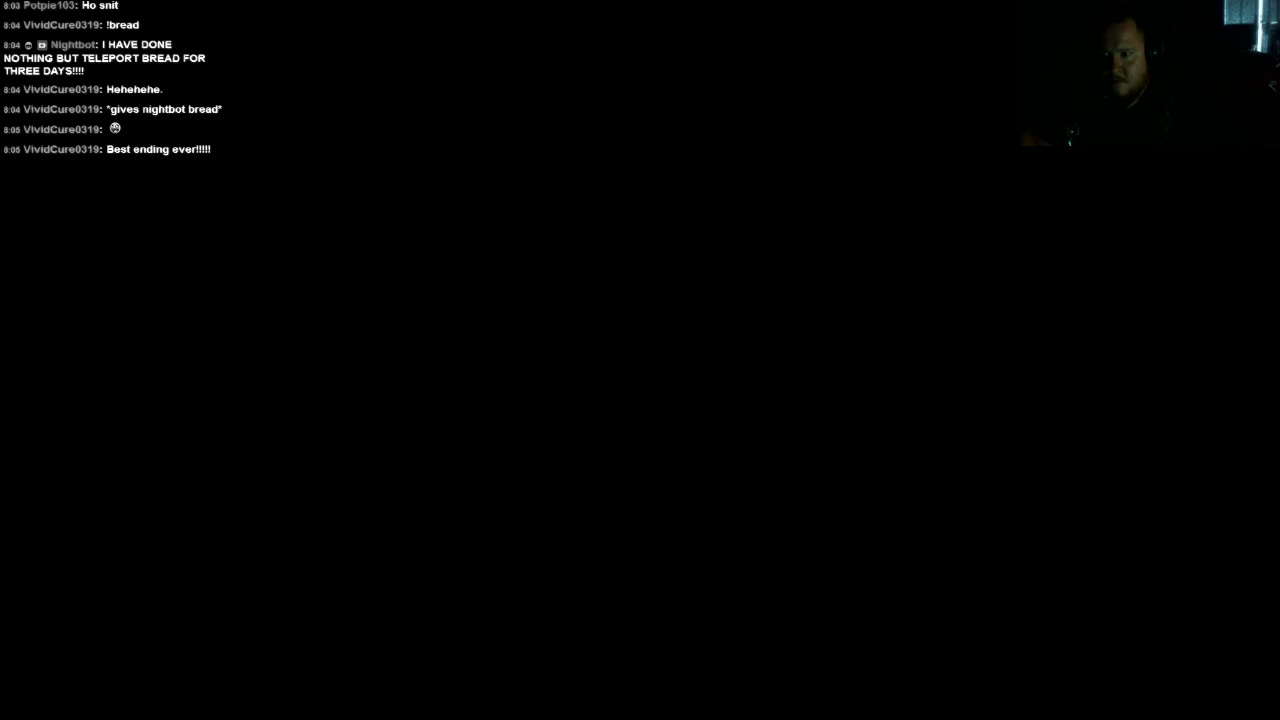 8:03 Potpie103: Ho snit
8:04 VividCure0319: !bread
8:04 Nightbot: I HAVE DONE
NOTHING BUT TELEPORT BREAD FOR
THREE DAYS!!!!
8:04 VividCure0319: Hehehehe.
8:04 VividCure0319: *gives nightbot bread*
8:05 VividCure0319:
8:05 VividCure0319: Best ending ever!!!!!